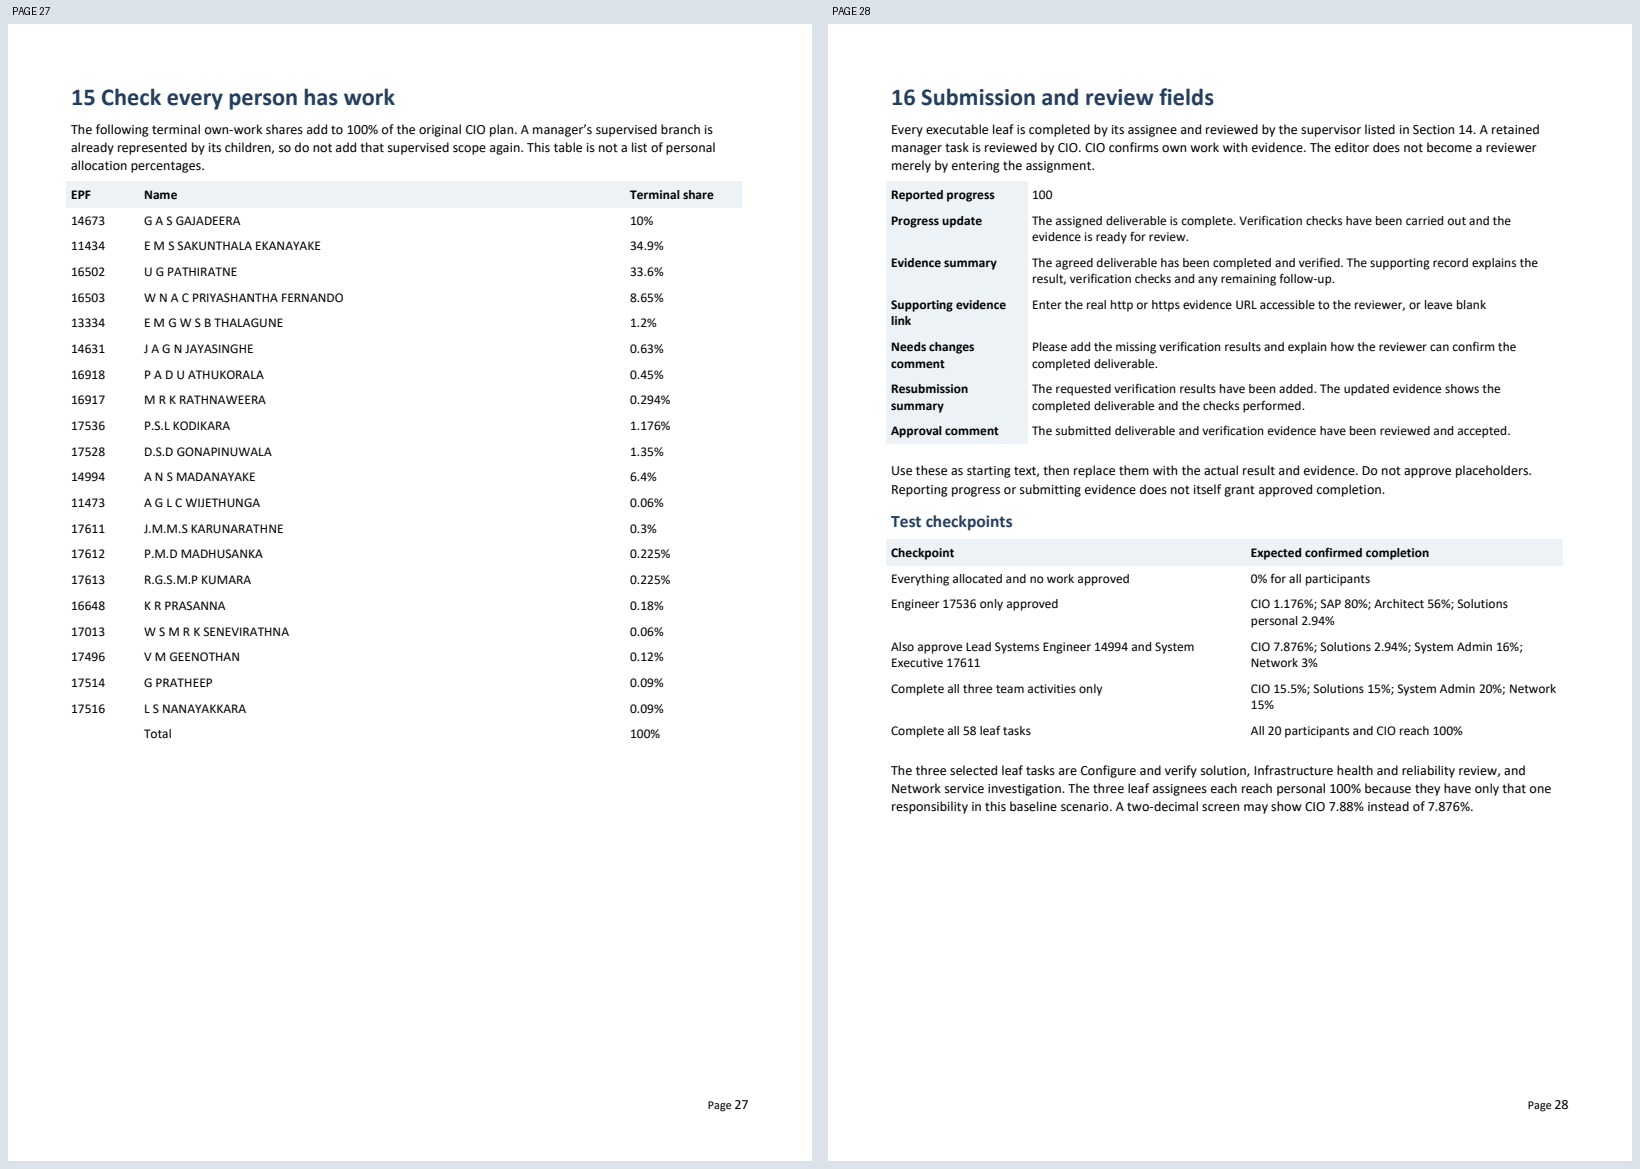 PAGE 27
15 Check every person has work
The following terminal own-work shares add to 100% of the original CIO plan. A manager’s supervised branch is
already represented by its children, so do not add that supervised scope again. This table is not a list of personal
allocation percentages.
EPF Name Terminal share
14673 G A S GAJADEERA 10%
11434 E M S SAKUNTHALA EKANAYAKE 34.9%
16502 U G PATHIRATNE 33.6%
16503 W N A C PRIYASHANTHA FERNANDO 8.65%
13334 E M G W S B THALAGUNE 1.2%
14631 J A G N JAYASINGHE 0.63%
16918 P A D U ATHUKORALA 0.45%
16917 M R K RATHNAWEERA 0.294%
17536 P.S.L KODIKARA 1.176%
17528 D.S.D GONAPINUWALA 1.35%
14994 A N S MADANAYAKE 6.4%
11473 A G L C WIJETHUNGA 0.06%
17611 J.M.M.S KARUNARATHNE 0.3%
17612 P.M.D MADHUSANKA 0.225%
17613 R.G.S.M.P KUMARA 0.225%
16648 K R PRASANNA 0.18%
17013 W S M R K SENEVIRATHNA 0.06%
17496 V M GEENOTHAN 0.12%
17514 G PRATHEEP 0.09%
17516 L S NANAYAKKARA 0.09%
Total 100%
Page 27
PAGE 28
16 Submission and review fields
Every executable leaf is completed by its assignee and reviewed by the supervisor listed in Section 14. A retained
manager task is reviewed by CIO. CIO confirms own work with evidence. The editor does not become a reviewer
merely by entering the assignment.
Reported progress 100
Progress update The assigned deliverable is complete. Verification checks have been carried out and the
evidence is ready for review.
Evidence summary The agreed deliverable has been completed and verified. The supporting record explains the
result, verification checks and any remaining follow-up.
Supporting evidence Enter the real http or https evidence URL accessible to the reviewer, or leave blank
link
Needs changes Please add the missing verification results and explain how the reviewer can confirm the
comment completed deliverable.
Resubmission The requested verification results have been added. The updated evidence shows the
summary completed deliverable and the checks performed.
Approval comment The submitted deliverable and verification evidence have been reviewed and accepted.
Use these as starting text, then replace them with the actual result and evidence. Do not approve placeholders.
Reporting progress or submitting evidence does not itself grant approved completion.
Test checkpoints
Checkpoint Expected confirmed completion
Everything allocated and no work approved 0% for all participants
Engineer 17536 only approved CIO 1.176%; SAP 80%; Architect 56%; Solutions
personal 2.94%
Also approve Lead Systems Engineer 14994 and System CIO 7.876%; Solutions 2.94%; System Admin 16%;
Executive 17611 Network 3%
Complete all three team activities only CIO 15.5%; Solutions 15%; System Admin 20%; Network
15%
Complete all 58 leaf tasks All 20 participants and CIO reach 100%
The three selected leaf tasks are Configure and verify solution, Infrastructure health and reliability review, and
Network service investigation. The three leaf assignees each reach personal 100% because they have only that one
responsibility in this baseline scenario. A two-decimal screen may show CIO 7.88% instead of 7.876%.
Page 28